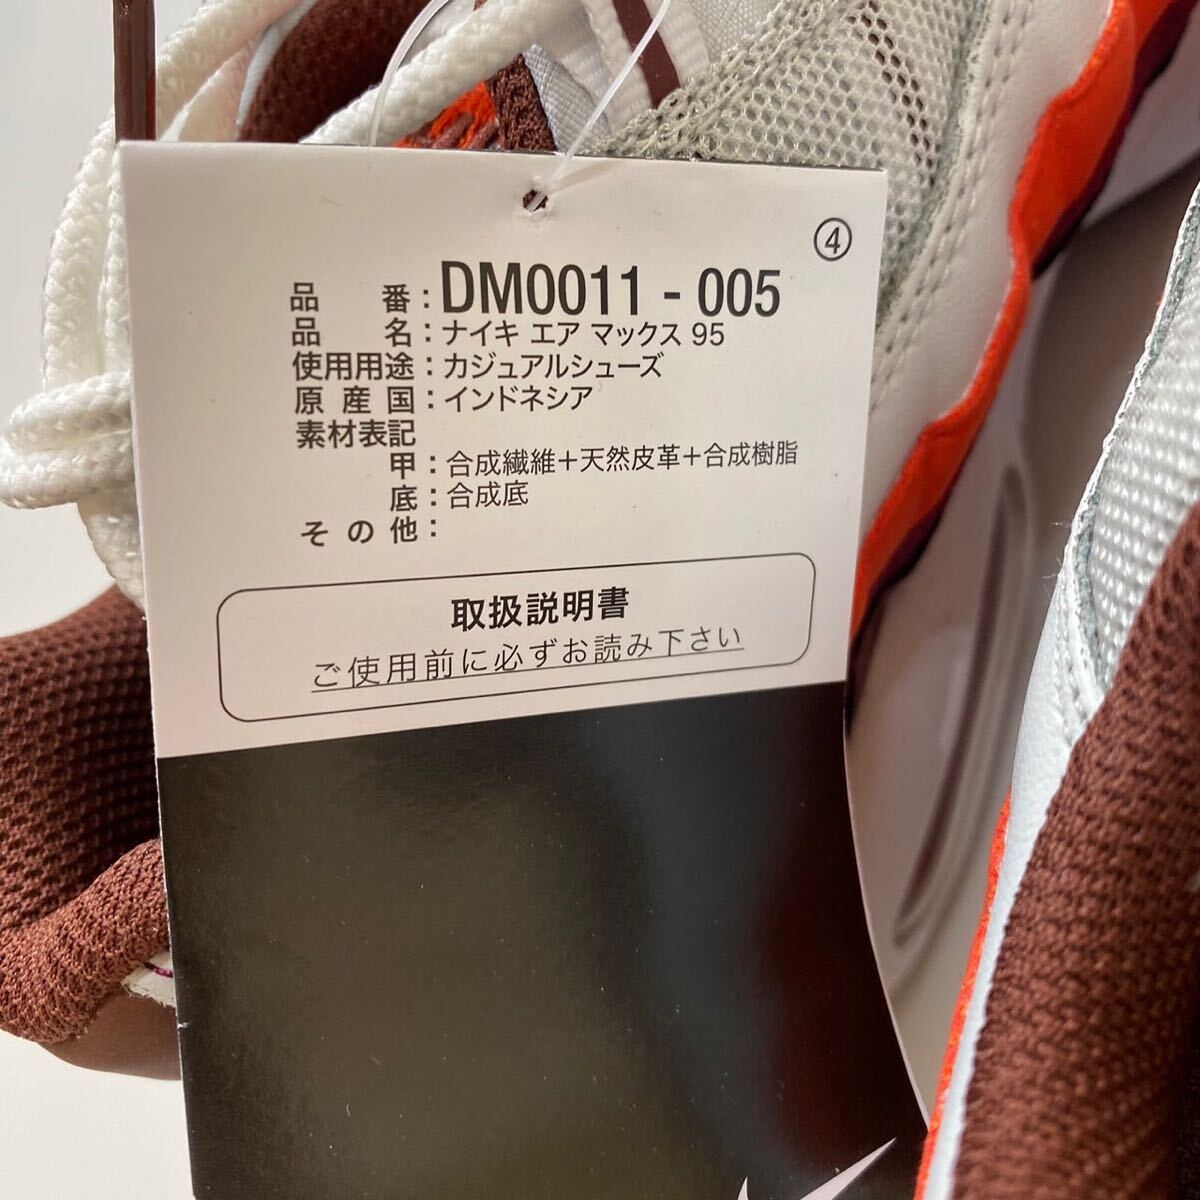 ④
品番：DM0011 - 005
品名：ナイキ エア マックス 95
使用用途：カジュアルシューズ
原産国：インドネシア
素材表記
甲：合成繊維＋天然皮革＋合成樹脂
底：合成底
その他：
取扱説明書
ご使用前に必ずお読み下さい